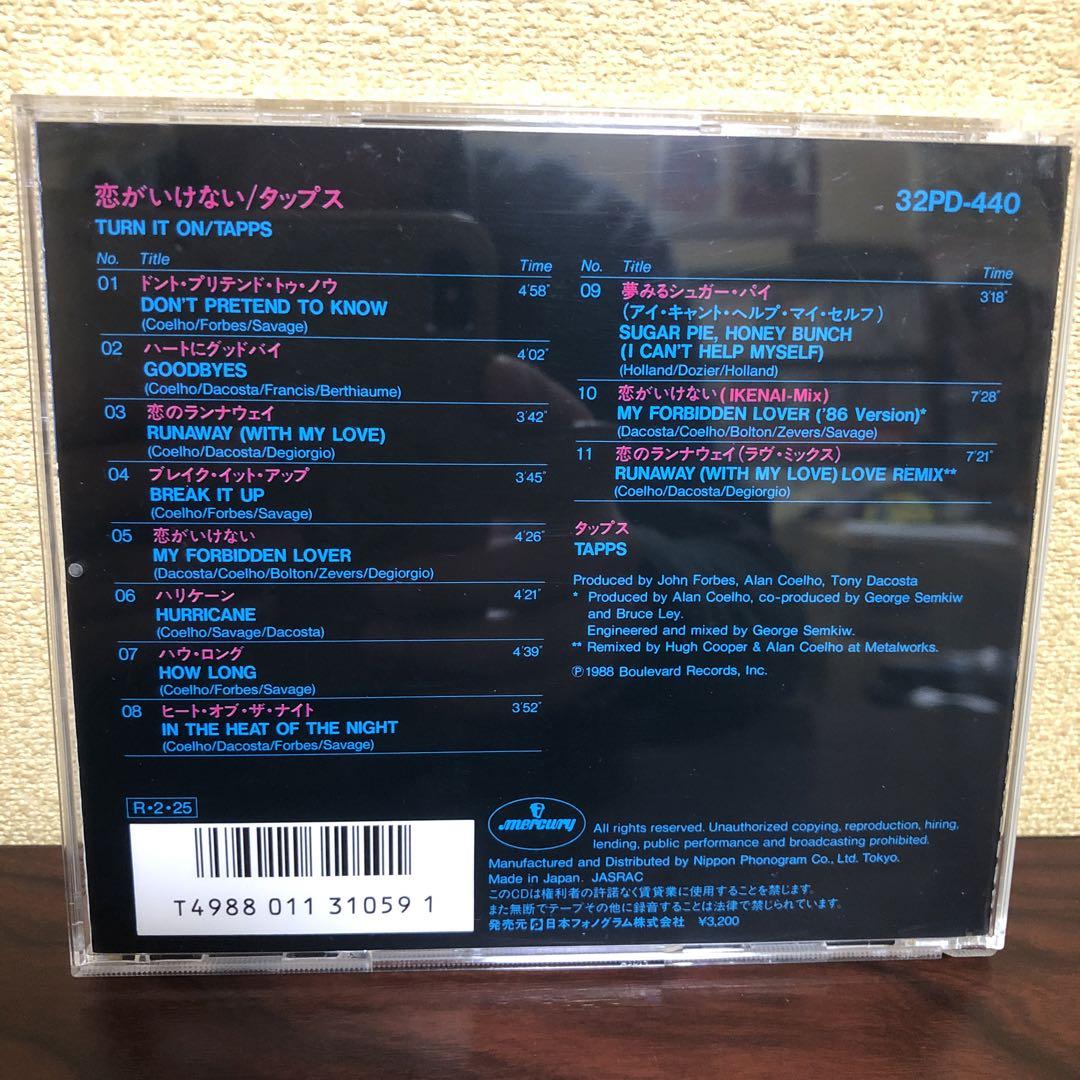 恋がいけない/タップス
32PD-440
TURN IT ON/TAPPS
No. Title Time
01 ドント・プリテンド・トゥ・ノウ 4'58"
DON'T PRETEND TO KNOW
(Coelho/Forbes/Savage)
02 ハートにグッドバイ 4'02"
GOODBYES
(Coelho/Dacosta/Francis/Berthiaume)
03 恋のランナウェイ 3'42"
RUNAWAY (WITH MY LOVE)
(Coelho/Dacosta/Degiorgio)
04 ブレイク・イット・アップ 3'45"
BREAK IT UP
(Coelho/Forbes/Savage)
05 恋がいけない 4'26"
MY FORBIDDEN LOVER
(Dacosta/Coelho/Bolton/Zevers/Degiorgio)
06 ハリケーン 4'21"
HURRICANE
(Coelho/Savage/Dacosta)
07 ハウ・ロング 4'39"
HOW LONG
(Coelho/Forbes/Savage)
08 ヒート・オブ・ザ・ナイト 3'52"
IN THE HEAT OF THE NIGHT
(Coelho/Dacosta/Forbes/Savage)
No. Title Time
09 夢みるシュガー・パイ 3'18"
(アイ・キャント・ヘルプ・マイ・セルフ)
SUGAR PIE, HONEY BUNCH
(I CAN'T HELP MYSELF)
(Holland/Dozier/Holland)
10 恋がいけない(IKENAI-Mix) 7'28"
MY FORBIDDEN LOVER ('86 Version)*
(Dacosta/Coelho/Bolton/Zevers/Savage)
11 恋のランナウェイ(ラヴ・ミックス) 7'21"
RUNAWAY (WITH MY LOVE) LOVE REMIX**
(Coelho/Dacosta/Degiorgio)
タップス
TAPPS
Produced by John Forbes, Alan Coelho, Tony Dacosta
* Produced by Alan Coelho, co-produced by George Semkiw
and Bruce Ley.
Engineered and mixed by George Semkiw.
** Remixed by Hugh Cooper & Alan Coelho at Metalworks.
℗1988 Boulevard Records, Inc.
R・2・25
T4988 011 31059 1
mercury
All rights reserved. Unauthorized copying, reproduction, hiring,
lending, public performance and broadcasting prohibited.
Manufactured and Distributed by Nippon Phonogram Co., Ltd. Tokyo.
Made in Japan. JASRAC
このCDは権利者の許諾なく賃貸業に使用することを禁じます。
また無断でテープその他に録音することは法律で禁じられています。
発売元 日本フォノグラム株式会社 ¥3,200